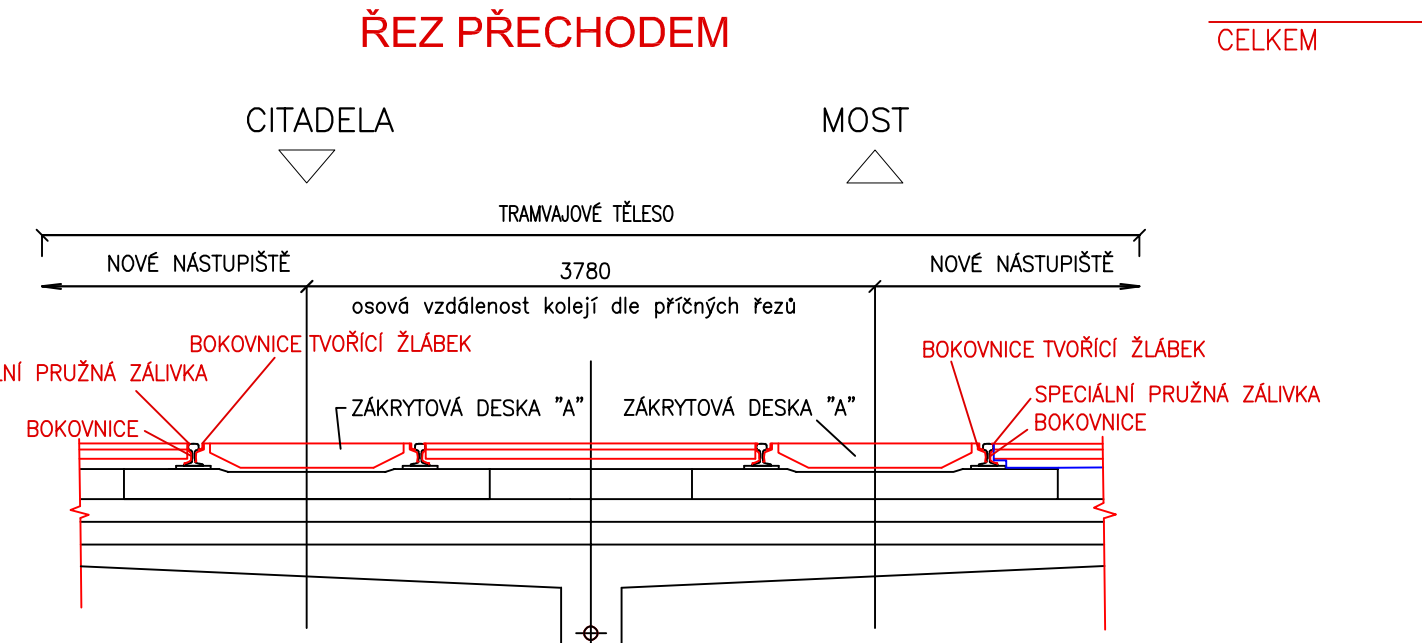 ŘEZ PŘECHODEM
CELKEM
CITADELA
MOST
TRAMVAJOVÉ TĚLESO
NOVÉ NÁSTUPIŠTĚ
3780
NOVÉ NÁSTUPIŠTĚ
osová vzdálenost kolejí dle příčných řezů
BOKOVNICE TVOŘÍCÍ ŽLÁBEK
BOKOVNICE TVOŘÍCÍ ŽLÁBEK
PRUŽNÁ ZÁLIVKA
SPECIÁLNÍ PRUŽNÁ ZÁLIVKA
ZÁKRYTOVÁ DESKA "A"
ZÁKRYTOVÁ DESKA "A"
BOKOVNICE
BOKOVNICE